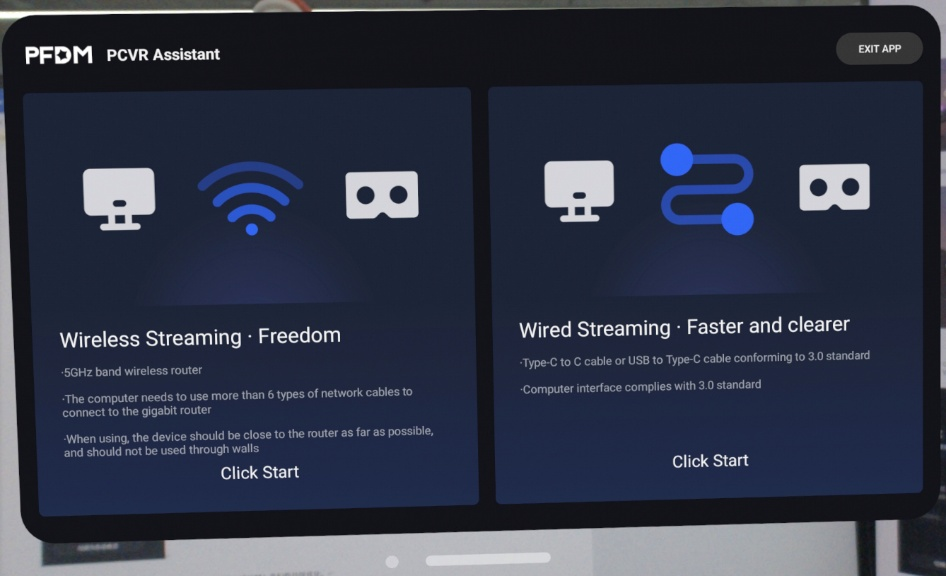 PFDM PCVR Assistant
EXIT APP
Wireless Streaming · Freedom
·5GHz band wireless router
·The computer needs to use more than 6 types of network cables to
connect to the gigabit router
·When using, the device should be close to the router as far as possible,
and should not be used through walls
Click Start
Wired Streaming · Faster and clearer
·Type-C to C cable or USB to Type-C cable conforming to 3.0 standard
·Computer interface complies with 3.0 standard
Click Start